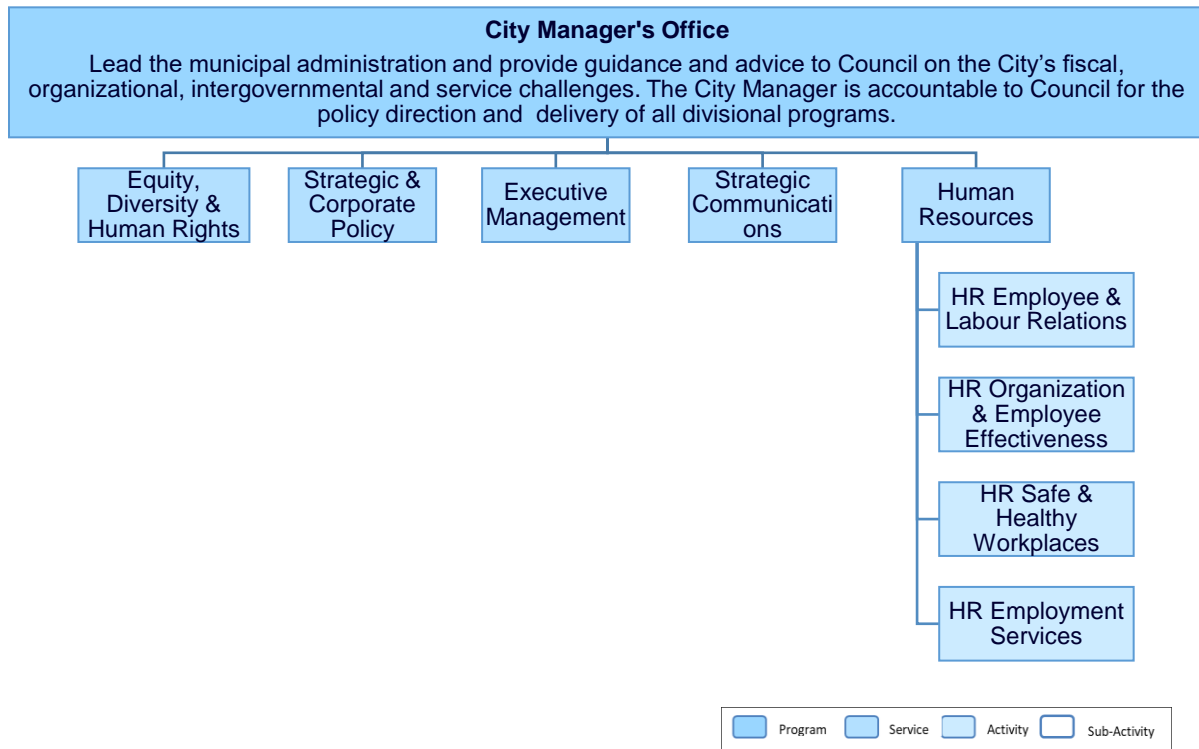 City Manager's Office
Lead the municipal administration and provide guidance and advice to Council on the City’s fiscal,
organizational, intergovernmental and service challenges. The City Manager is accountable to Council for the
policy direction and  delivery of all divisional programs.
Equity,
Diversity &
Human Rights
Strategic &
Corporate
Policy
Executive
Management
Strategic
Communicati
ons
Human
Resources
HR Employee &
Labour Relations
HR Organization
& Employee
Effectiveness
HR Safe &
Healthy
Workplaces
HR Employment
Services
Program Service Activity Sub-Activity